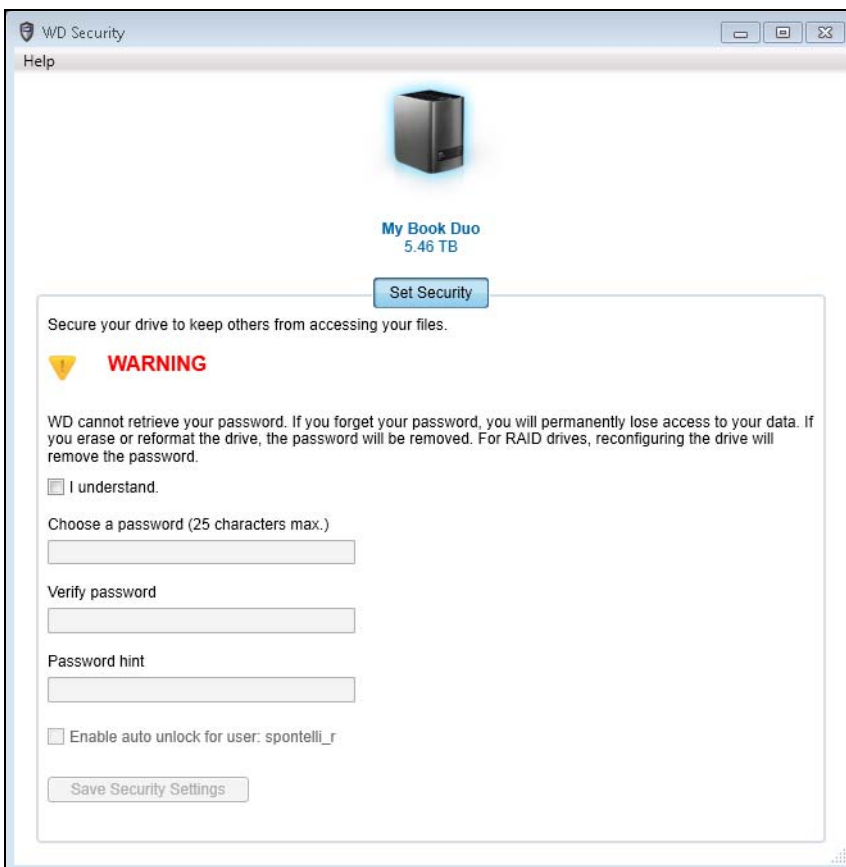 WD Security
Help
My Book Duo
5.46 TB
Set Security
Secure your drive to keep others from accessing your files.
WARNING
WD cannot retrieve your password. If you forget your password, you will permanently lose access to your data. If
you erase or reformat the drive, the password will be removed. For RAID drives, reconfiguring the drive will
remove the password.
I understand.
Choose a password (25 characters max.)
Verify password
Password hint
Enable auto unlock for user: spontelli_r
Save Security Settings